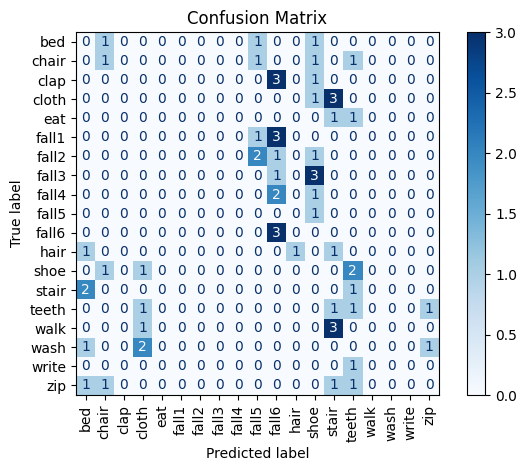 Confusion Matrix
True label
bed 0 1 0 0 0 0 0 0 0 1 0 0 1 0 0 0 0 0 0
chair 0 1 0 0 0 0 0 0 0 1 0 0 1 0 1 0 0 0 0
clap 0 0 0 0 0 0 0 0 0 0 3 0 1 0 0 0 0 0 0
cloth 0 0 0 0 0 0 0 0 0 0 0 0 1 3 0 0 0 0 0
eat 0 0 0 0 0 0 0 0 0 0 0 0 0 1 1 0 0 0 0
fall1 0 0 0 0 0 0 0 0 0 1 3 0 0 0 0 0 0 0 0
fall2 0 0 0 0 0 0 0 0 0 2 1 0 1 0 0 0 0 0 0
fall3 0 0 0 0 0 0 0 0 0 0 1 0 3 0 0 0 0 0 0
fall4 0 0 0 0 0 0 0 0 0 0 2 0 1 0 0 0 0 0 0
fall5 0 0 0 0 0 0 0 0 0 0 0 0 1 0 0 0 0 0 0
fall6 0 0 0 0 0 0 0 0 0 0 3 0 0 0 0 0 0 0 0
hair 1 0 0 0 0 0 0 0 0 0 0 1 0 1 0 0 0 0 0
shoe 0 1 0 1 0 0 0 0 0 0 0 0 0 0 2 0 0 0 0
stair 2 0 0 0 0 0 0 0 0 0 0 0 0 0 1 0 0 0 0
teeth 0 0 0 1 0 0 0 0 0 0 0 0 0 1 1 0 0 0 1
walk 0 0 0 1 0 0 0 0 0 0 0 0 0 3 0 0 0 0 0
wash 1 0 0 2 0 0 0 0 0 0 0 0 0 0 0 0 0 0 1
write 0 0 0 0 0 0 0 0 0 0 0 0 0 0 1 0 0 0 0
zip 1 1 0 0 0 0 0 0 0 0 0 0 0 1 1 0 0 0 0
bed chair clap cloth eat fall1 fall2 fall3 fall4 fall5 fall6 hair shoe stair teeth walk wash write zip
Predicted label
3.0
2.5
2.0
1.5
1.0
0.5
0.0